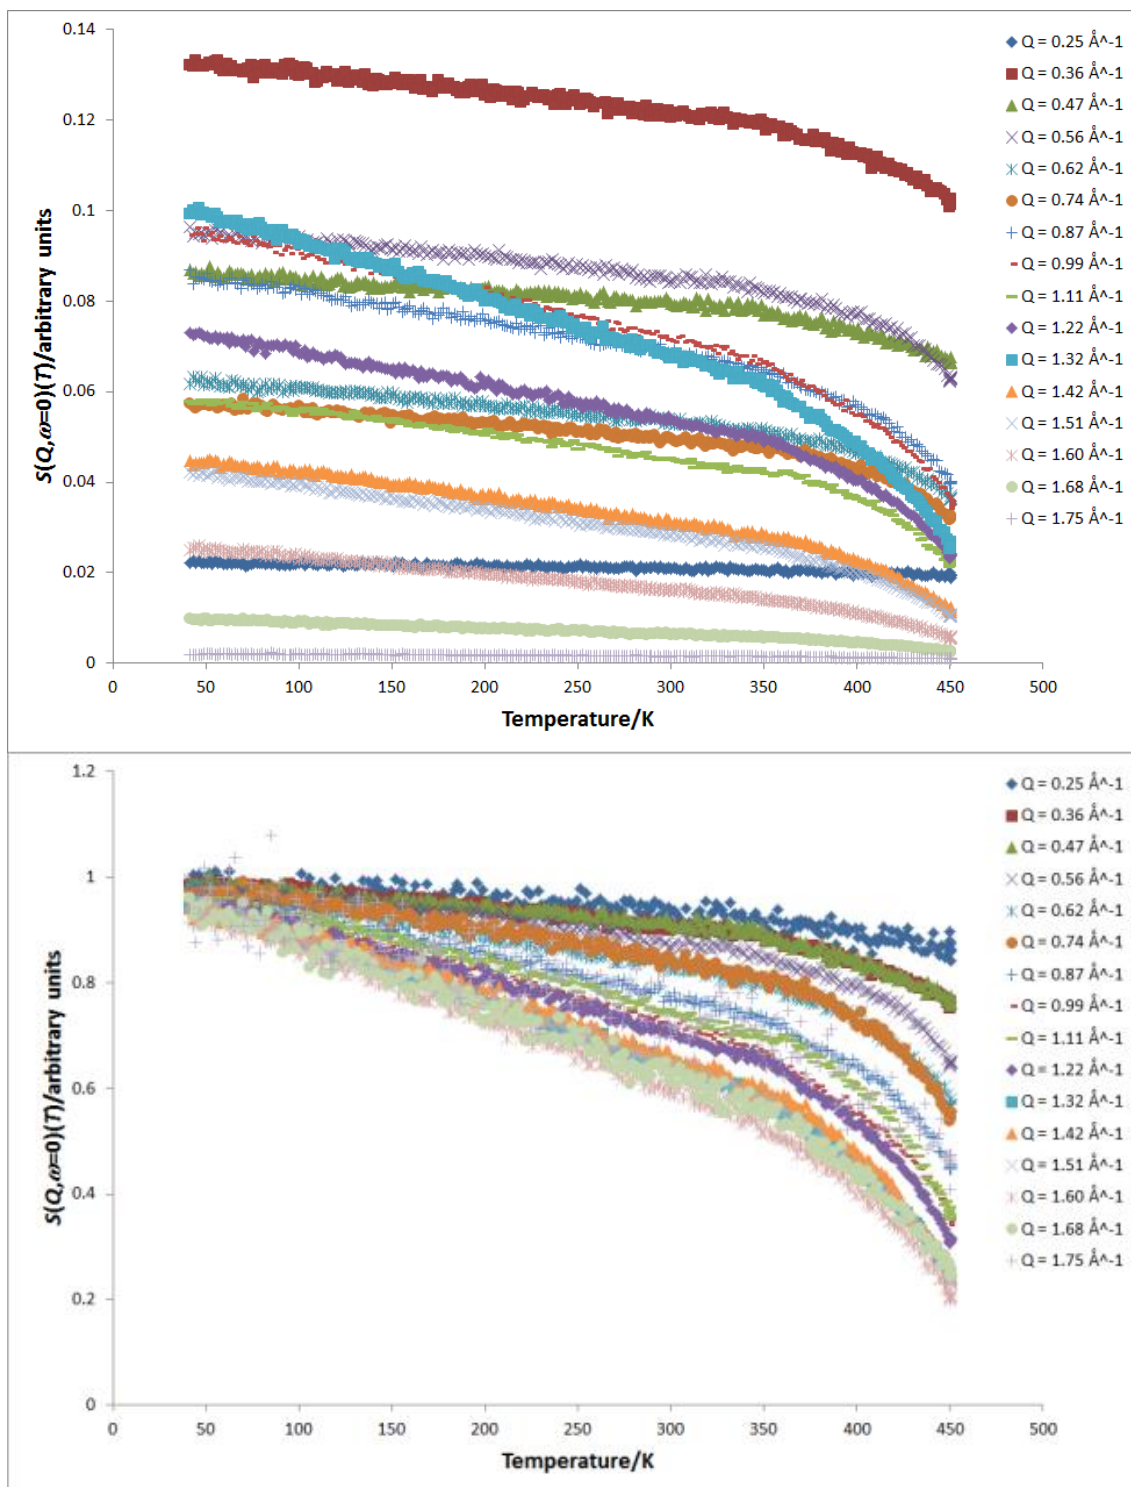 0.14
0.12
0.1
0.08
0.06
0.04
0.02
0
S(Q,ω=0)(T)/arbitrary units
0 50 100 150 200 250 300 350 400 450 500
Temperature/K
Q = 0.25 Å^-1
Q = 0.36 Å^-1
Q = 0.47 Å^-1
Q = 0.56 Å^-1
Q = 0.62 Å^-1
Q = 0.74 Å^-1
Q = 0.87 Å^-1
Q = 0.99 Å^-1
Q = 1.11 Å^-1
Q = 1.22 Å^-1
Q = 1.32 Å^-1
Q = 1.42 Å^-1
Q = 1.51 Å^-1
Q = 1.60 Å^-1
Q = 1.68 Å^-1
Q = 1.75 Å^-1
1.2
1
0.8
0.6
0.4
0.2
0
S(Q,ω=0)(T)/arbitrary units
0 50 100 150 200 250 300 350 400 450 500
Temperature/K
Q = 0.25 Å^-1
Q = 0.36 Å^-1
Q = 0.47 Å^-1
Q = 0.56 Å^-1
Q = 0.62 Å^-1
Q = 0.74 Å^-1
Q = 0.87 Å^-1
Q = 0.99 Å^-1
Q = 1.11 Å^-1
Q = 1.22 Å^-1
Q = 1.32 Å^-1
Q = 1.42 Å^-1
Q = 1.51 Å^-1
Q = 1.60 Å^-1
Q = 1.68 Å^-1
Q = 1.75 Å^-1